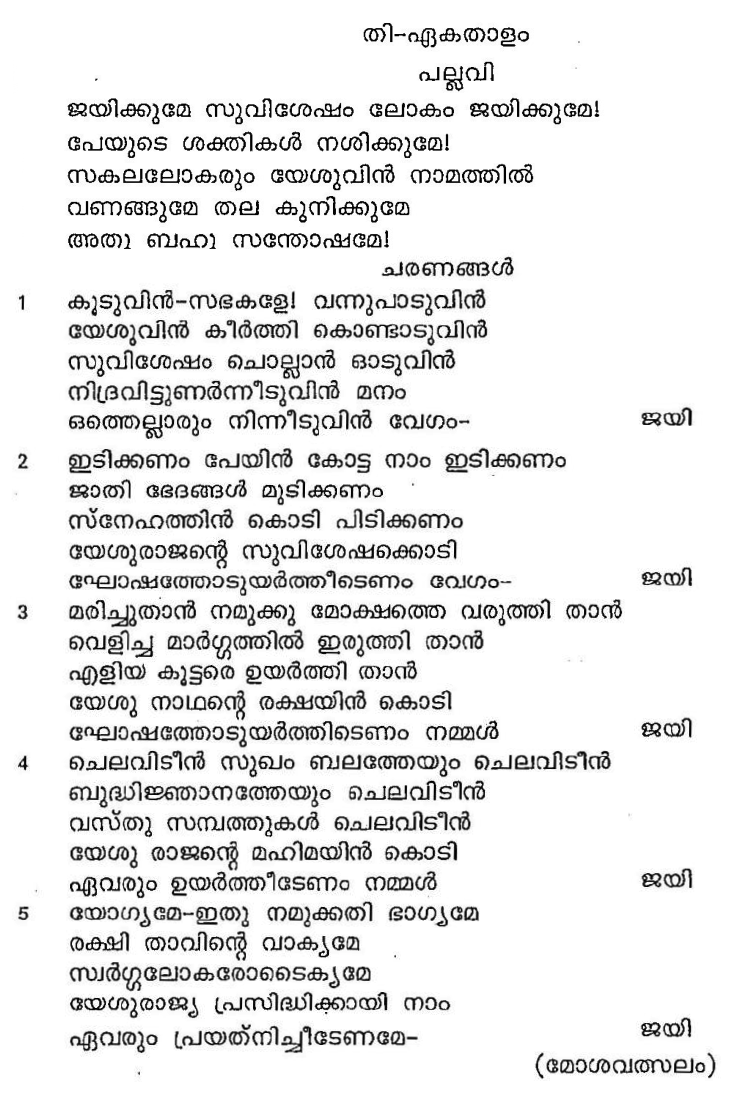 തി-ഏകതാളം
പല്ലവി
ജയിക്കുമേ സുവിശേഷം ലോകം ജയിക്കുമേ!
പേയുടെ ശക്തികൾ നശിക്കുമേ!
സകലലോകരും യേശുവിൻ നാമത്തിൽ
വണങ്ങുമേ തല കുനിക്കുമേ
അതു ബഹു സന്തോഷമേ!
ചരണങ്ങൾ
1 കൂടുവിൻ-സഭകളേ! വന്നുപാടുവിൻ
യേശുവിൻ കീർത്തി കൊണ്ടാടുവിൻ
സുവിശേഷം ചൊല്ലാൻ ഓടുവിൻ
നിദ്രവിട്ടുണർന്നീടുവിൻ മനം
ഒത്തെല്ലാരും നിന്നീടുവിൻ വേഗം- ജയി
2 ഇടിക്കണം പേയിൻ കോട്ട നാം ഇടിക്കണം
ജാതി ഭേദങ്ങൾ മുടിക്കണം
സ്നേഹത്തിൻ കൊടി പിടിക്കണം
യേശുരാജന്റെ സുവിശേഷക്കൊടി
ഘോഷത്തോടുയർത്തീടെണം വേഗം- ജയി
3 മരിച്ചുതാൻ നമുക്കു മോക്ഷത്തെ വരുത്തി താൻ
വെളിച്ച മാർഗ്ഗത്തിൽ ഇരുത്തി താൻ
എളിയ കൂട്ടരെ ഉയർത്തി താൻ
യേശു നാഥന്റെ രക്ഷയിൻ കൊടി
ഘോഷത്തോടുയർത്തിടെണം നമ്മൾ ജയി
4 ചെലവിടീൻ സുഖം ബലത്തേയും ചെലവിടീൻ
ബുദ്ധിജ്ഞാനത്തേയും ചെലവിടീൻ
വസ്തു സമ്പത്തുകൾ ചെലവിടീൻ
യേശു രാജന്റെ മഹിമയിൻ കൊടി
ഏവരും ഉയർത്തീടേണം നമ്മൾ ജയി
5 യോഗ്യമേ-ഇതു നമുക്കതി ഭാഗ്യമേ
രക്ഷി താവിന്റെ വാക്യമേ
സ്വർഗ്ഗലോകരോടൈക്യമേ
യേശുരാജ്യ പ്രസിദ്ധിക്കായി നാം
ഏവരും പ്രയത്നിച്ചീടേണമേ- ജയി
(മോശവത്സലം)